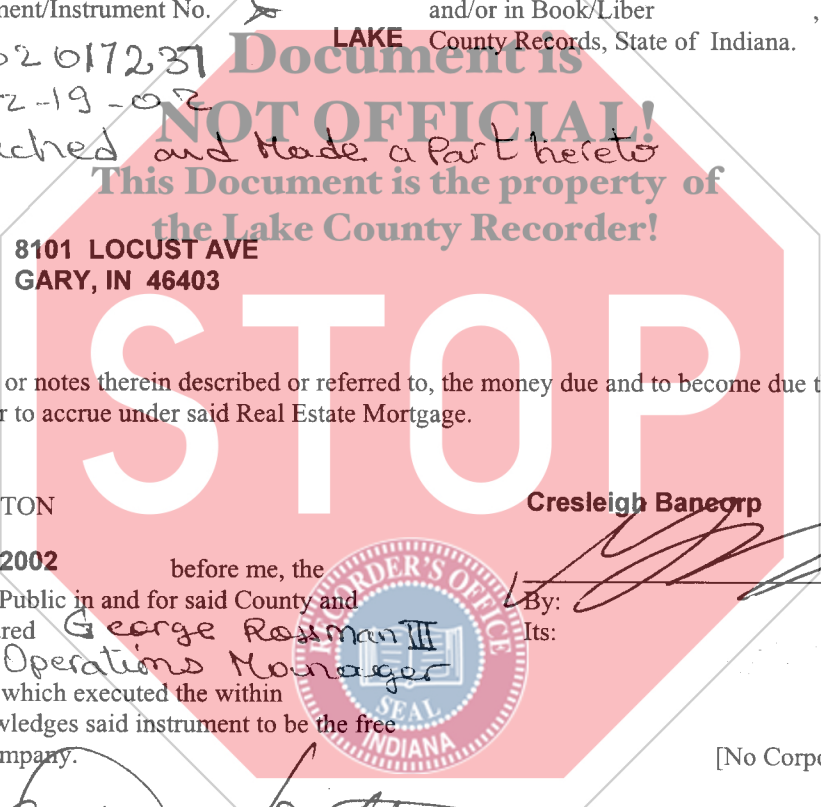 ment/Instrument No. and/or in Book/Liber ,
LAKE County Records, State of Indiana.
02017237
2-19-02
Document is
NOT OFFICIAL!
ched and Made a Part hereto
This Document is the property of
the Lake County Recorder!
8101 LOCUST AVE
GARY, IN 46403
STOP
or notes therein described or referred to, the money due and to become due t
r to accrue under said Real Estate Mortgage.
TON Cresleigh Bancorp
2002 before me, the
Public in and for said County and By:
red George Rossman III Its:
Operations Manager
which executed the within
wledges said instrument to be the free
mpany. [No Corpo
RECORDER'S OFFICE
SEAL
INDIANA